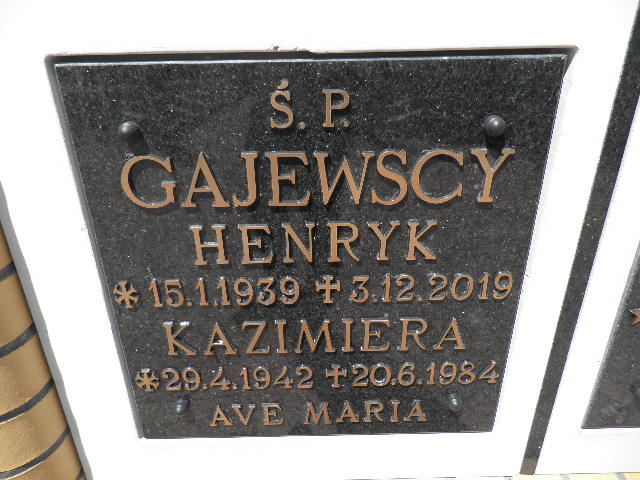 Ś. P.
GAJEWSCY
HENRYK
* 15.1.1939 ✝ 3.12.2019
KAZIMIERA
* 29.4.1942 ✝ 20.6.1984
AVE MARIA